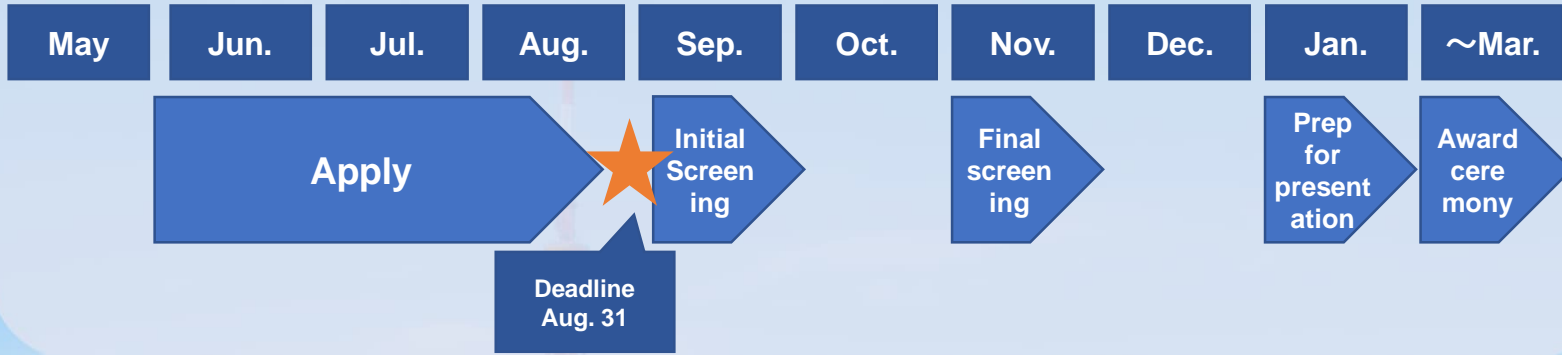 May Jun. Jul. Aug. Sep. Oct. Nov. Dec. Jan. ～Mar.
Apply
Initial
Screen
ing
Final
screen
ing
Prep
for
present
ation
Award
cere
mony
Deadline
Aug. 31